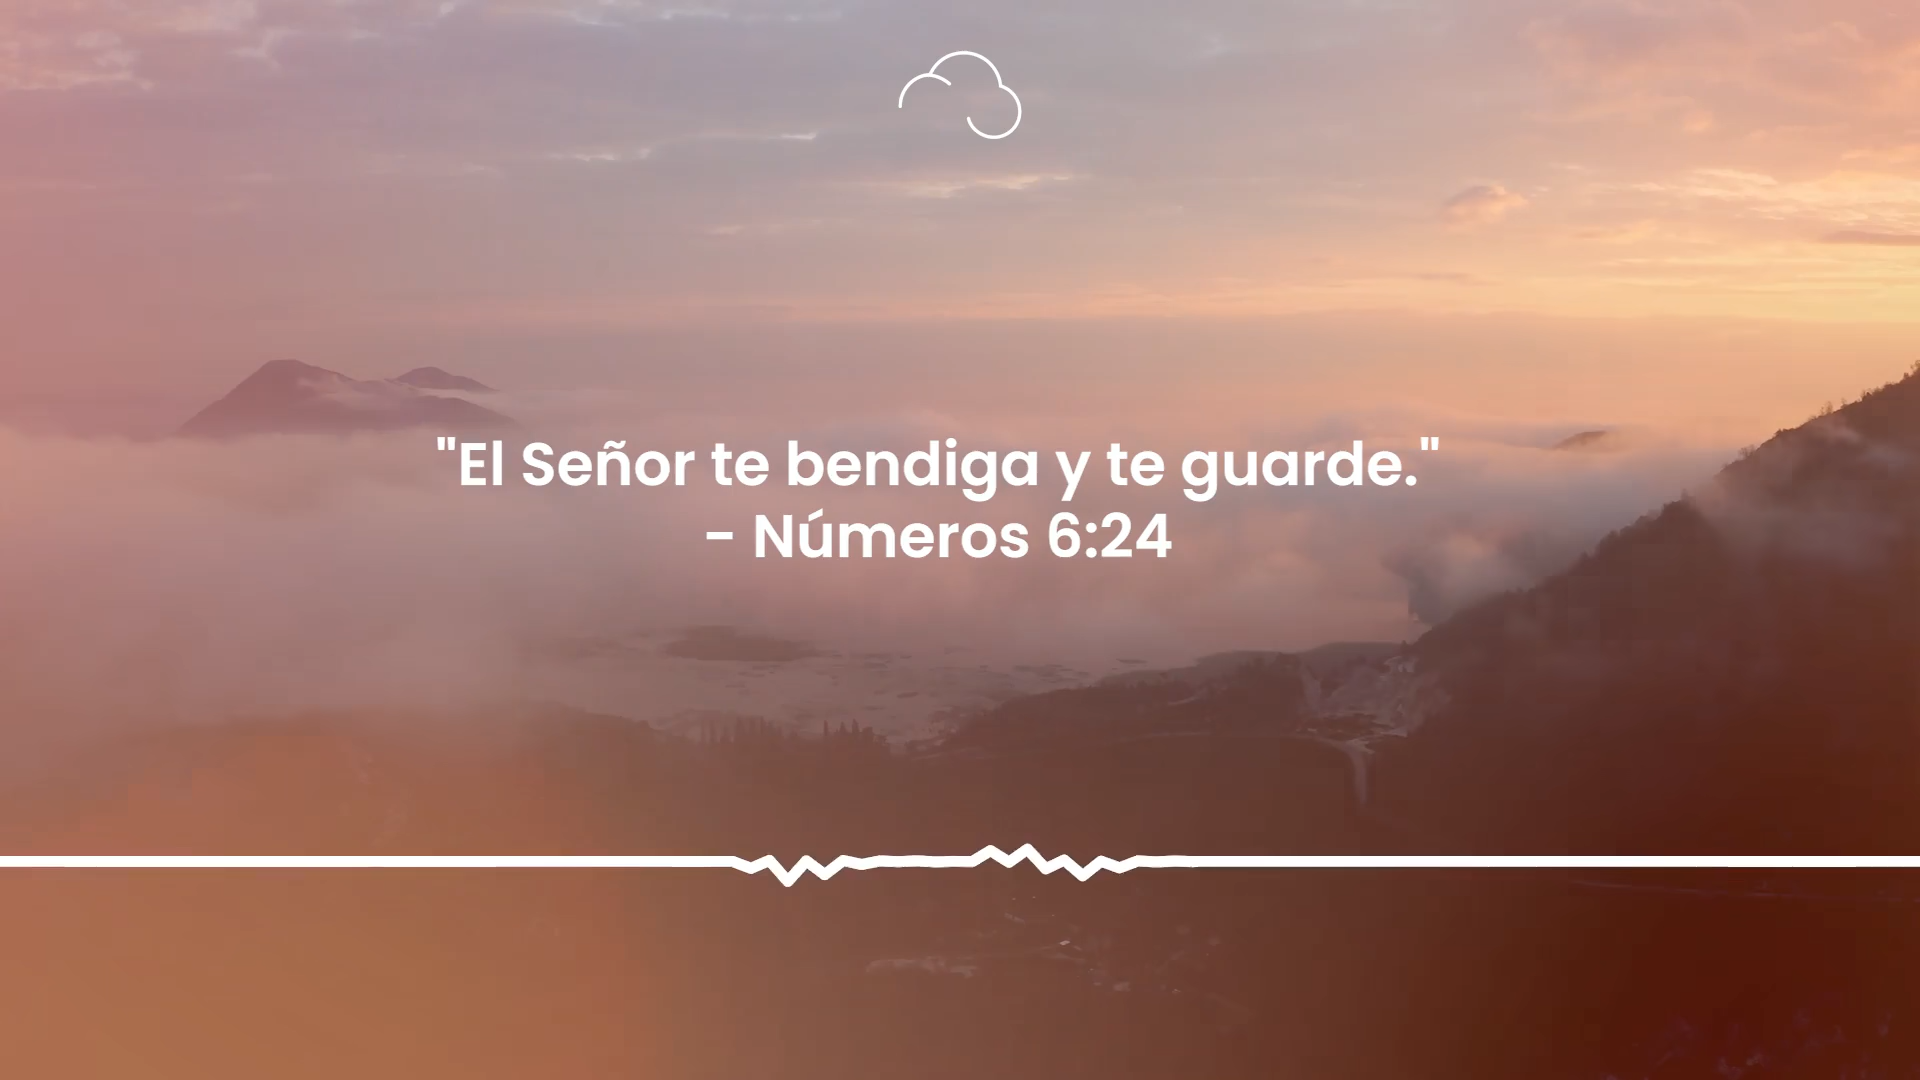 "El Señor te bendiga y te guarde."
- Números 6:24